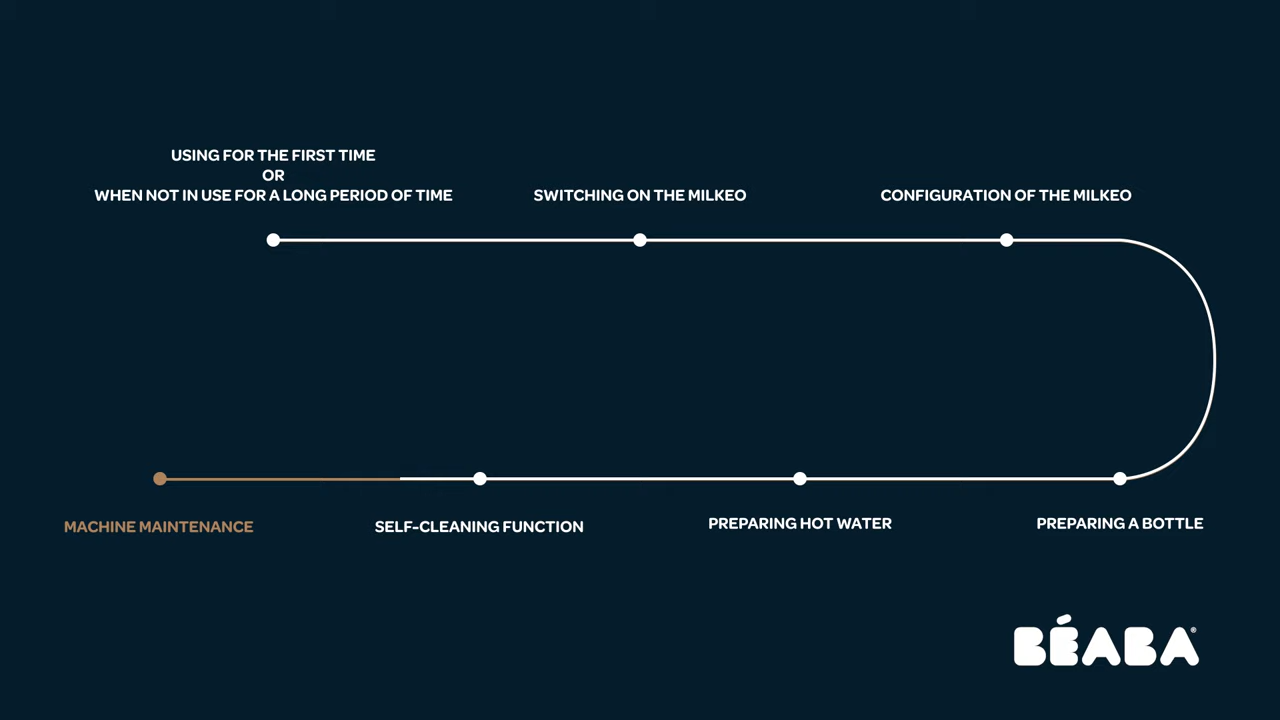 USING FOR THE FIRST TIME
OR
WHEN NOT IN USE FOR A LONG PERIOD OF TIME
SWITCHING ON THE MILKEO
CONFIGURATION OF THE MILKEO
MACHINE MAINTENANCE
SELF-CLEANING FUNCTION
PREPARING HOT WATER
PREPARING A BOTTLE
BÉABA®